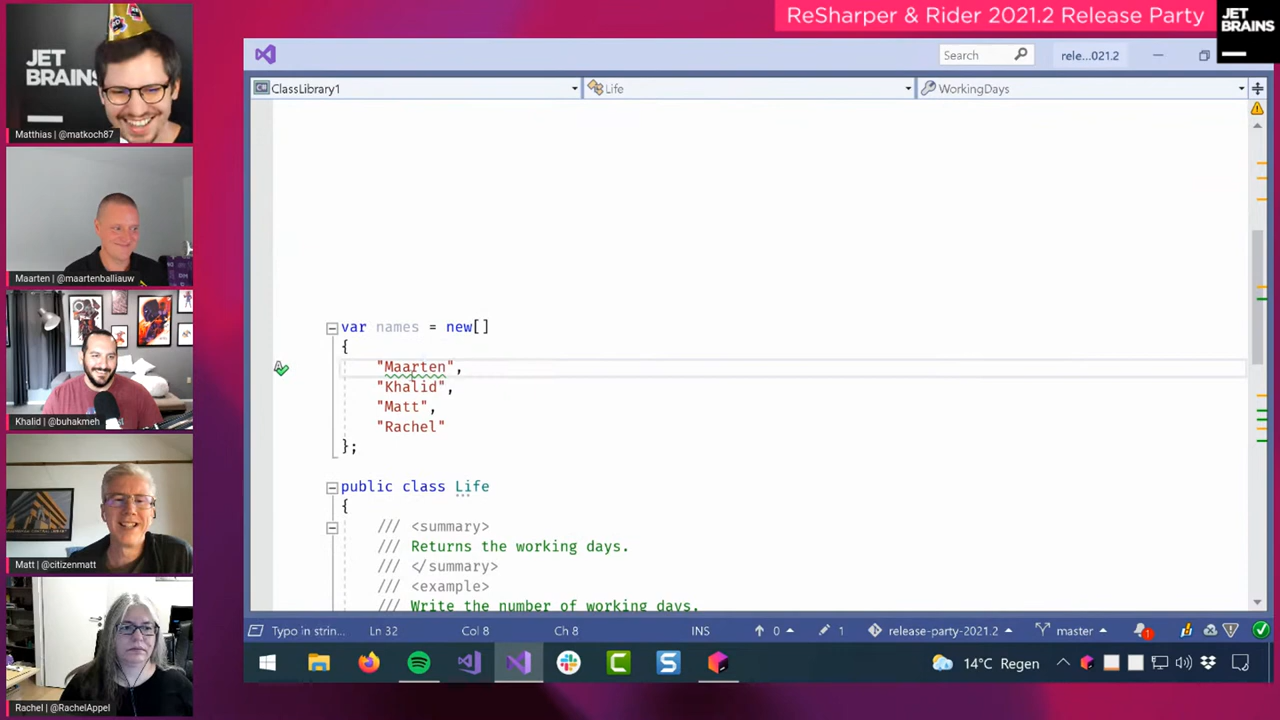 ReSharper & Rider 2021.2 Release Party
JET
BRAINS
JET
BRAINS
Matthias | @matkoch87
Maarten | @maartenballiauw
Khalid | @buhakmeh
Matt | @citizenmatt
Rachel | @RachelAppel
Search
rele...021.2
ClassLibrary1
Life
WorkingDays
var names = new[]
{
"Maarten",
"Khalid",
"Matt",
"Rachel"
};
public class Life
{
/// <summary>
/// Returns the working days.
/// </summary>
/// <example>
/// Write the number of working days.
Typo in strin... Ln 32 Col 8 Ch 8 INS 0 1 release-party-2021.2 master 1
14°C Regen